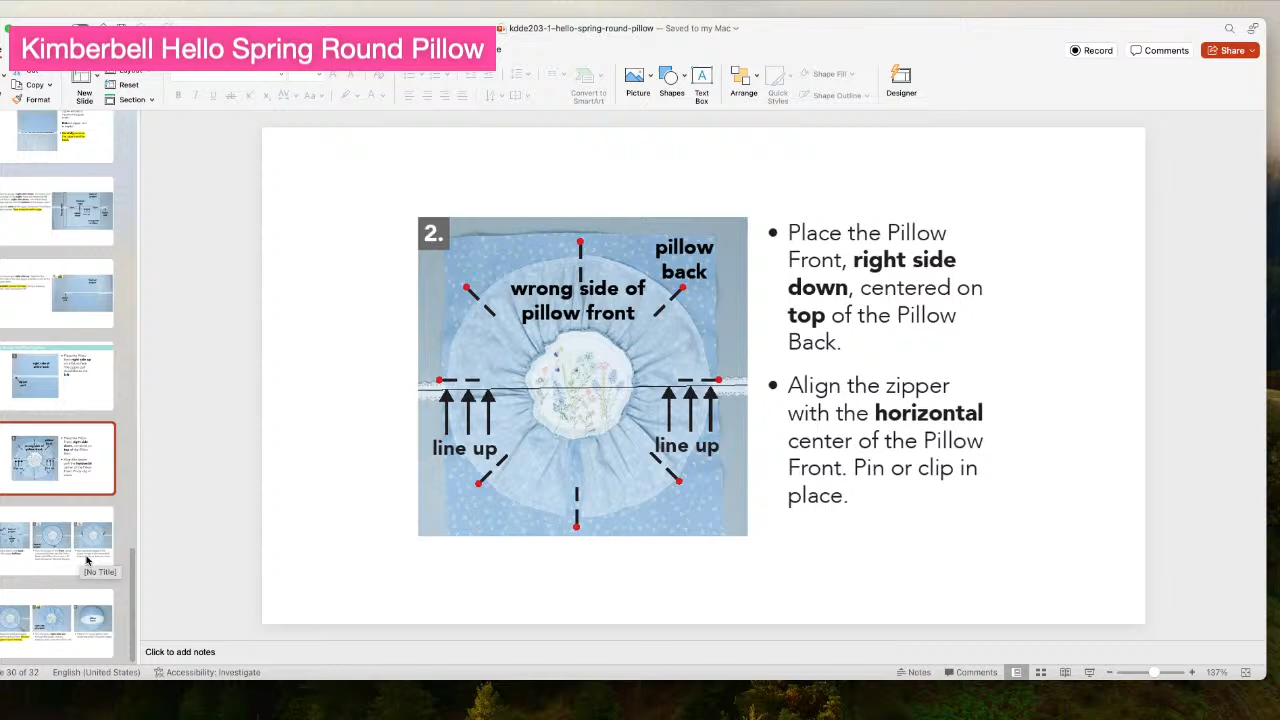 Kimberbell Hello Spring Round Pillow
kdde203-1-hello-spring-round-pillow — Saved to my Mac
Record
Comments
Share
Copy
Format
New
Slide
Layout
Reset
Section
Convert to
SmartArt
Picture
Shapes
Text
Box
Arrange
Quick
Styles
Shape Fill
Shape Outline
Designer
2.
pillow
back
wrong side of
pillow front
line up
line up
• Place the Pillow
Front, right side
down, centered on
top of the Pillow
Back.
• Align the zipper
with the horizontal
center of the Pillow
Front. Pin or clip in
place.
[No Title]
Click to add notes
30 of 32
English (United States)
Accessibility: Investigate
Notes
Comments
137%